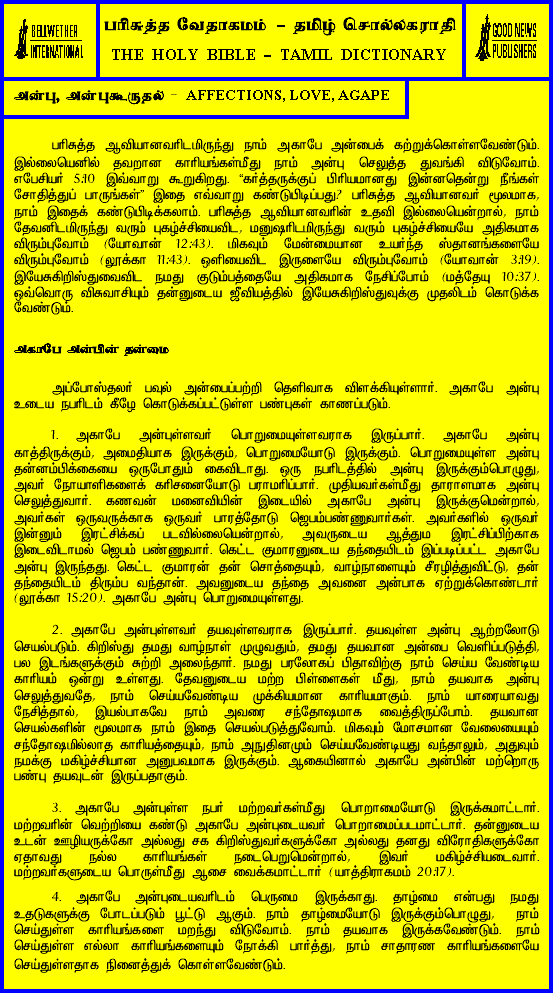 BELLWETHER
INTERNATIONAL
பரிசுத்த வேதாகமம் – தமிழ் சொல்லகராதி
THE HOLY BIBLE – TAMIL DICTIONARY
GOOD NEWS
PUBLISHERS
அன்பு, அன்புகூருதல் – AFFECTIONS, LOVE, AGAPE
பரிசுத்த ஆவியானவரிடமிருந்து நாம் அகாபே அன்பைக் கற்றுக்கொள்ளவேண்டும்.
இல்லையெனில் தவறான காரியங்கள்மீது நாம் அன்பு செலுத்த துவங்கி விடுவோம்.
எபேசியர் 5:10 இவ்வாறு கூறுகிறது. “கர்த்தருக்குப் பிரியமானது இன்னதென்று நீங்கள்
சோதித்துப் பாருங்கள்” இதை எவ்வாறு கண்டுபிடிப்பது? பரிசுத்த ஆவியானவர் மூலமாக,
நாம் இதைக் கண்டுபிடிக்கலாம். பரிசுத்த ஆவியானவரின் உதவி இல்லையென்றால், நாம்
தேவனிடமிருந்து வரும் புகழ்ச்சியைவிட, மனுஷரிடமிருந்து வரும் புகழ்ச்சியையே அதிகமாக
விரும்புவோம் (யோவான் 12:43). மிகவும் மேன்மையான உயர்ந்த ஸ்தானங்களையே
விரும்புவோம் (லூக்கா 11:43). ஒளியைவிட இருளையே விரும்புவோம் (யோவான் 3:19).
இயேசுகிறிஸ்துவைவிட நமது குடும்பத்தையே அதிகமாக நேசிப்போம் (மத்தேயு 10:37).
ஒவ்வொரு விசுவாசியும் தன்னுடைய ஜீவியத்தில் இயேசுகிறிஸ்துவுக்கு முதலிடம் கொடுக்க
வேண்டும்.
அகாபே அன்பின் தன்மை
அப்போஸ்தலர் பவுல் அன்பைப்பற்றி தெளிவாக விளக்கியுள்ளார். அகாபே அன்பு
உடைய நபரிடம் கீழே கொடுக்கப்பட்டுள்ள பண்புகள் காணப்படும்.
1. அகாபே அன்புள்ளவர் பொறுமையுள்ளவராக இருப்பார். அகாபே அன்பு
காத்திருக்கும், அமைதியாக இருக்கும், பொறுமையோடு இருக்கும். பொறுமையுள்ள அன்பு
தன்னம்பிக்கையை ஒருபோதும் கைவிடாது. ஒரு நபரிடத்தில் அன்பு இருக்கும்பொழுது,
அவர் நோயாளிகளைக் கரிசனையோடு பராமரிப்பார். முதியவர்கள்மீது தாராளமாக அன்பு
செலுத்துவார். கணவன் மனைவியின் இடையில் அகாபே அன்பு இருக்குமென்றால்,
அவர்கள் ஒருவருக்காக ஒருவர் பாரத்தோடு ஜெபம்பண்ணுவார்கள். அவர்களில் ஒருவர்
இன்னும் இரட்சிக்கப் படவில்லையென்றால், அவருடைய ஆத்தும இரட்சிப்பிற்காக
இடைவிடாமல் ஜெபம் பண்ணுவார். கெட்ட குமாரனுடைய தந்தையிடம் இப்படிப்பட்ட அகாபே
அன்பு இருந்தது. கெட்ட குமாரன் தன் சொத்தையும், வாழ்நாளையும் சீரழித்துவிட்டு, தன்
தந்தையிடம் திரும்ப வந்தான். அவனுடைய தந்தை அவனை அன்பாக ஏற்றுக்கொண்டார்
(லூக்கா 15:20). அகாபே அன்பு பொறுமையுள்ளது.
2. அகாபே அன்புள்ளவர் தயவுள்ளவராக இருப்பார். தயவுள்ள அன்பு ஆற்றலோடு
செயல்படும். கிறிஸ்து தமது வாழ்நாள் முழுவதும், தமது தயவான அன்பை வெளிப்படுத்தி,
பல இடங்களுக்கும் சுற்றி அலைந்தார். நமது பரலோகப் பிதாவிற்கு நாம் செய்ய வேண்டிய
காரியம் ஒன்று உள்ளது. தேவனுடைய மற்ற பிள்ளைகள் மீது, நாம் தயவாக அன்பு
செலுத்துவதே, நாம் செய்யவேண்டிய முக்கியமான காரியமாகும். நாம் யாரையாவது
நேசித்தால், இயல்பாகவே நாம் அவரை சந்தோஷமாக வைத்திருப்போம். தயவான
செயல்களின் மூலமாக நாம் இதை செயல்படுத்துவோம். மிகவும் மோசமான வேலையையும்
சந்தோஷமில்லாத காரியத்தையும், நாம் அநுதினமும் செய்யவேண்டியது வந்தாலும், அதுவும்
நமக்கு மகிழ்ச்சியான அனுபவமாக இருக்கும். ஆகையினால் அகாபே அன்பின் மற்றொரு
பண்பு தயவுடன் இருப்பதாகும்.
3. அகாபே அன்புள்ள நபர் மற்றவர்கள்மீது பொறாமையோடு இருக்கமாட்டார்.
மற்றவரின் வெற்றியை கண்டு அகாபே அன்புடையவர் பொறாமைப்படமாட்டார். தன்னுடைய
உடன் ஊழியருக்கோ அல்லது சக கிறிஸ்துவர்களுக்கோ அல்லது தனது விரோதிகளுக்கோ
ஏதாவது நல்ல காரியங்கள் நடைபெறுமென்றால், இவர் மகிழ்ச்சியடைவார்.
மற்றவர்களுடைய பொருள்மீது ஆசை வைக்கமாட்டார் (யாத்திராகமம் 20:17).
4. அகாபே அன்புடையவரிடம் பெருமை இருக்காது. தாழ்மை என்பது நமது
உதடுகளுக்கு போடப்படும் பூட்டு ஆகும். நாம் தாழ்மையோடு இருக்கும்பொழுது, நாம்
செய்துள்ள காரியங்களை மறந்து விடுவோம். நாம் தயவாக இருக்கவேண்டும். நாம்
செய்துள்ள எல்லா காரியங்களையும் நோக்கி பார்த்து, நாம் சாதாரண காரியங்களையே
செய்துள்ளதாக நினைத்துக் கொள்ளவேண்டும்.